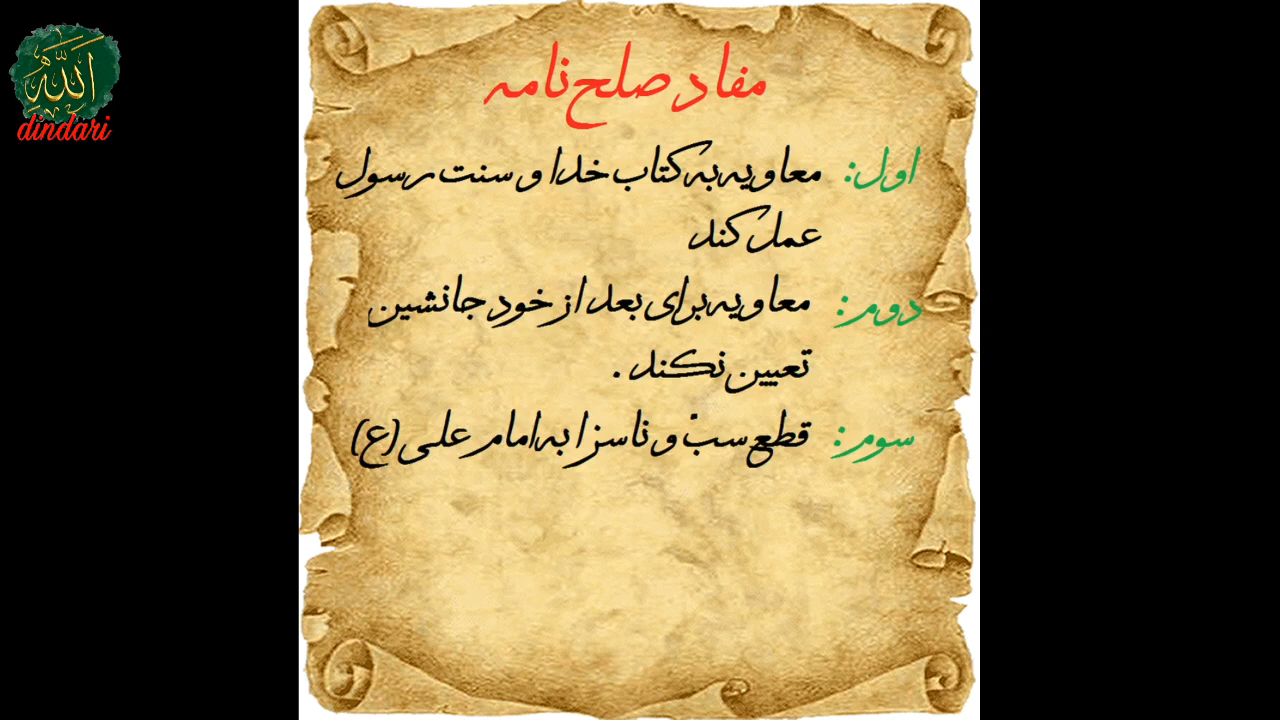 الله
dindari
مفاد صلح نامه
اول: معاویه به کتاب خدا و سنت رسول
عمل کند
دوم: معاویه برای بعد از خود جانشین
تعیین نکند .
سوم: قطع سبّ و ناسزا به امام علی (ع)